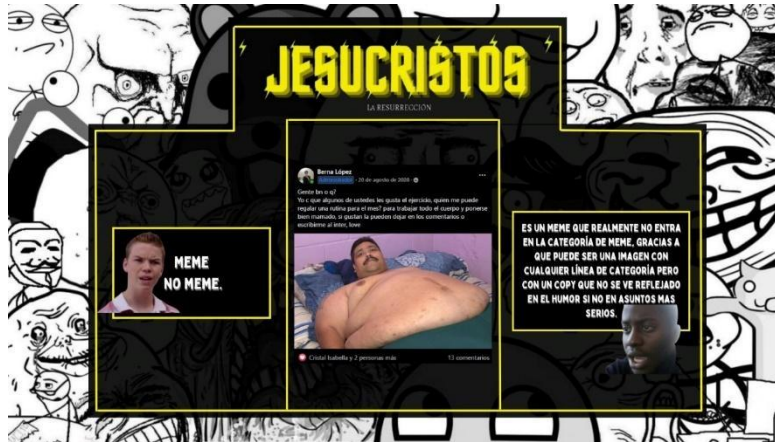 JESUCRISTOS
LA RESURRECCIÓN
MEME
NO MEME.
Berna López
Administrador · 20 de agosto de 2020 ·
Gente bn o q?
Yo c que algunos de ustedes les gusta el ejercicio, quien me puede
regalar una rutina para el mes? para trabajar todo el cuerpo y ponerse
bien mamado, si gustan la pueden dejar en los comentarios o
escribirme al inter, love
Cristal Isabella y 2 personas más
13 comentarios
ES UN MEME QUE REALMENTE NO ENTRA
EN LA CATEGORÍA DE MEME, GRACIAS A
QUE PUEDE SER UNA IMAGEN CON
CUALQUIER LÍNEA DE CATEGORÍA PERO
CON UN COPY QUE NO SE VE REFLEJADO
EN EL HUMOR SI NO EN ASUNTOS MAS
SERIOS.